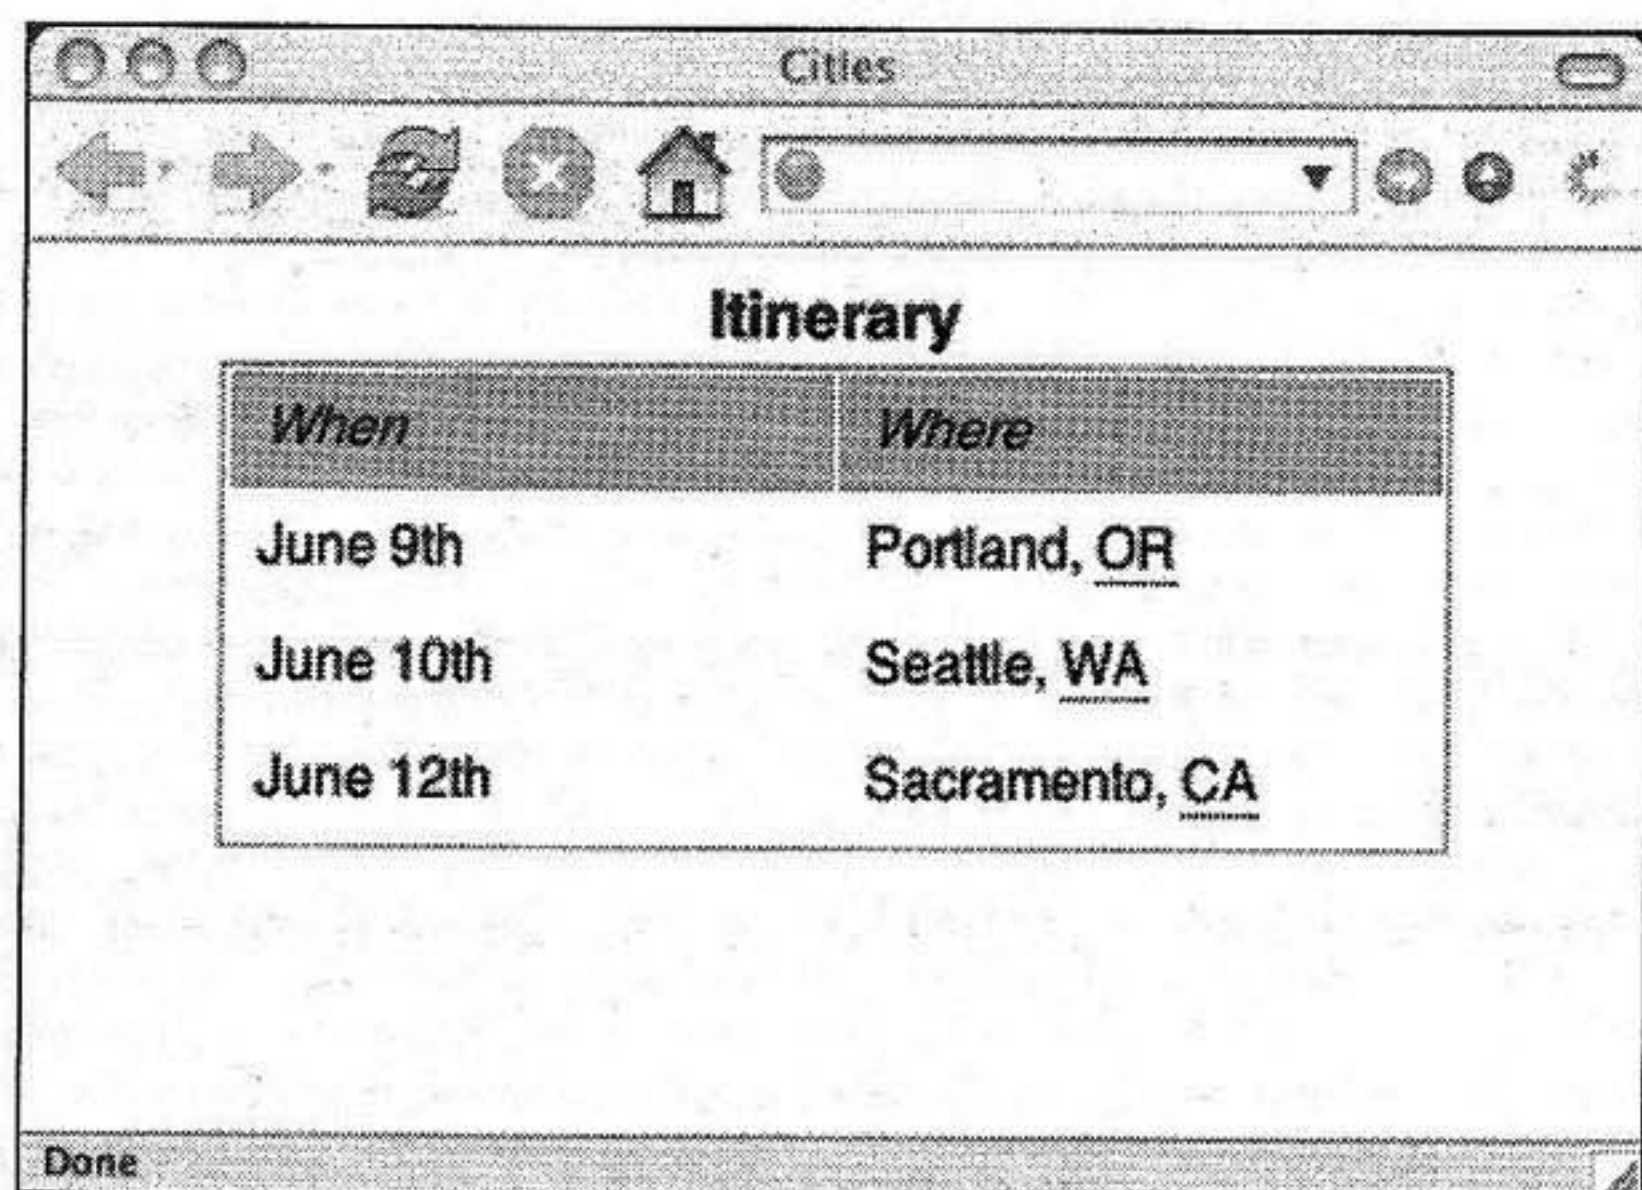 Cities
Itinerary
When Where
June 9th Portland, OR
June 10th Seattle, WA
June 12th Sacramento, CA
Done